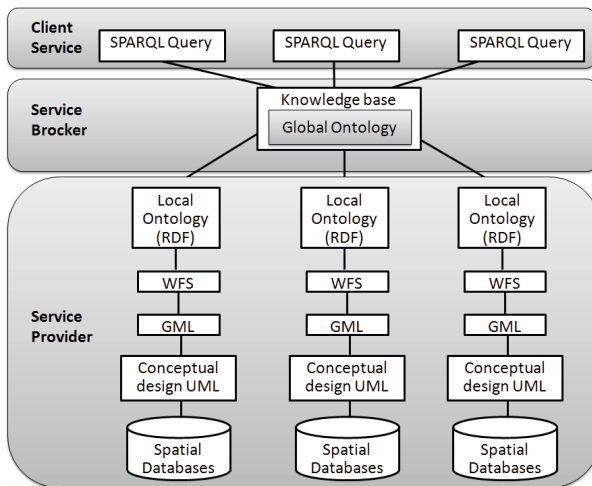 Client
Service
SPARQL Query
SPARQL Query
SPARQL Query
Service
Brocker
Knowledge base
Global Ontology
Service
Provider
Local
Ontology
(RDF)
Local
Ontology
(RDF)
Local
Ontology
(RDF)
WFS
WFS
WFS
GML
GML
GML
Conceptual
design UML
Conceptual
design UML
Conceptual
design UML
Spatial
Databases
Spatial
Databases
Spatial
Databases